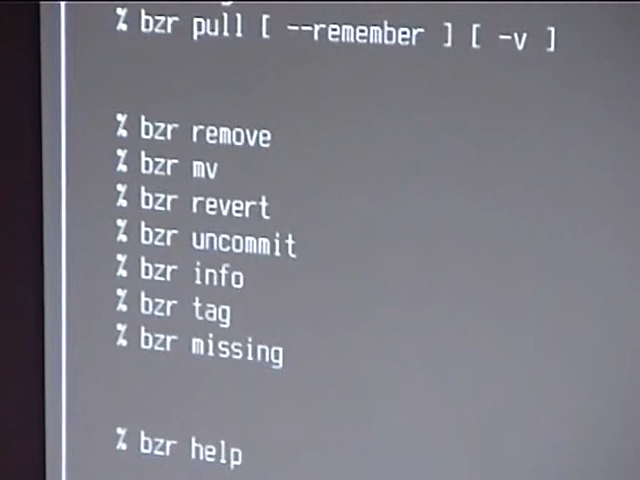 % bzr pull [ --remember ] [ -v ]
% bzr remove
% bzr mv
% bzr revert
% bzr uncommit
% bzr info
% bzr tag
% bzr missing
% bzr help